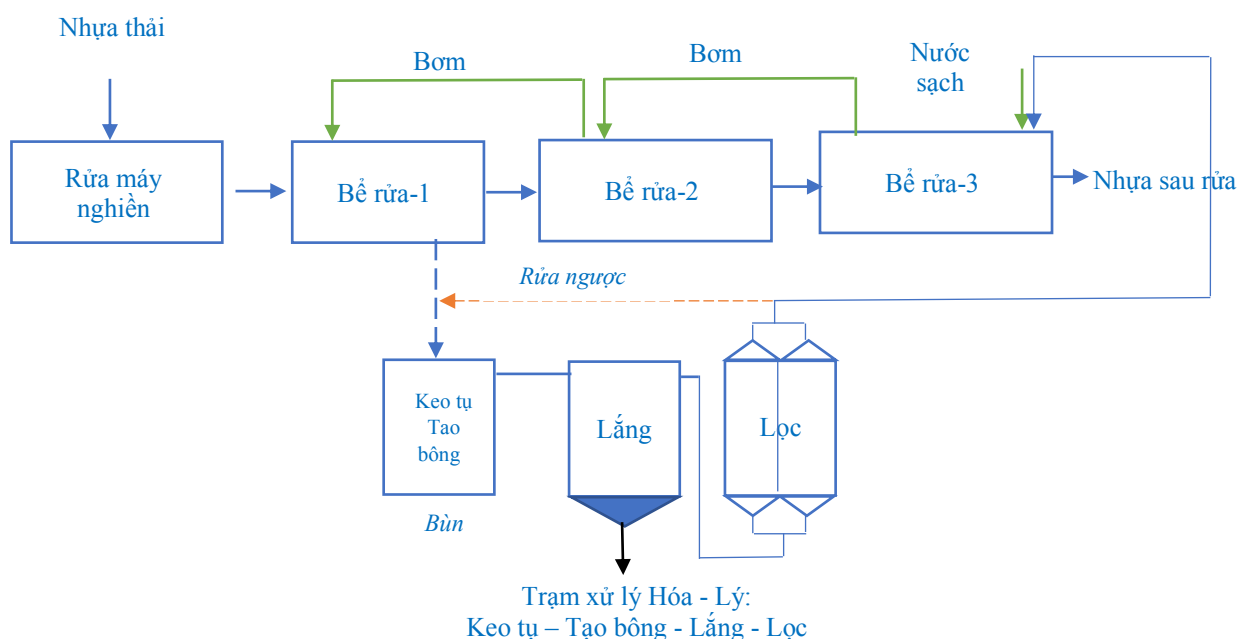 Nhựa thải
Bơm
Bơm
Nước
sạch
Rửa máy
nghiền
Bể rửa-1
Bể rửa-2
Bể rửa-3
Nhựa sau rửa
Rửa ngược
Keo tụ
Tao
bông
Lắng
Lọc
Bùn
Trạm xử lý Hóa - Lý:
Keo tụ – Tạo bông - Lắng - Lọc